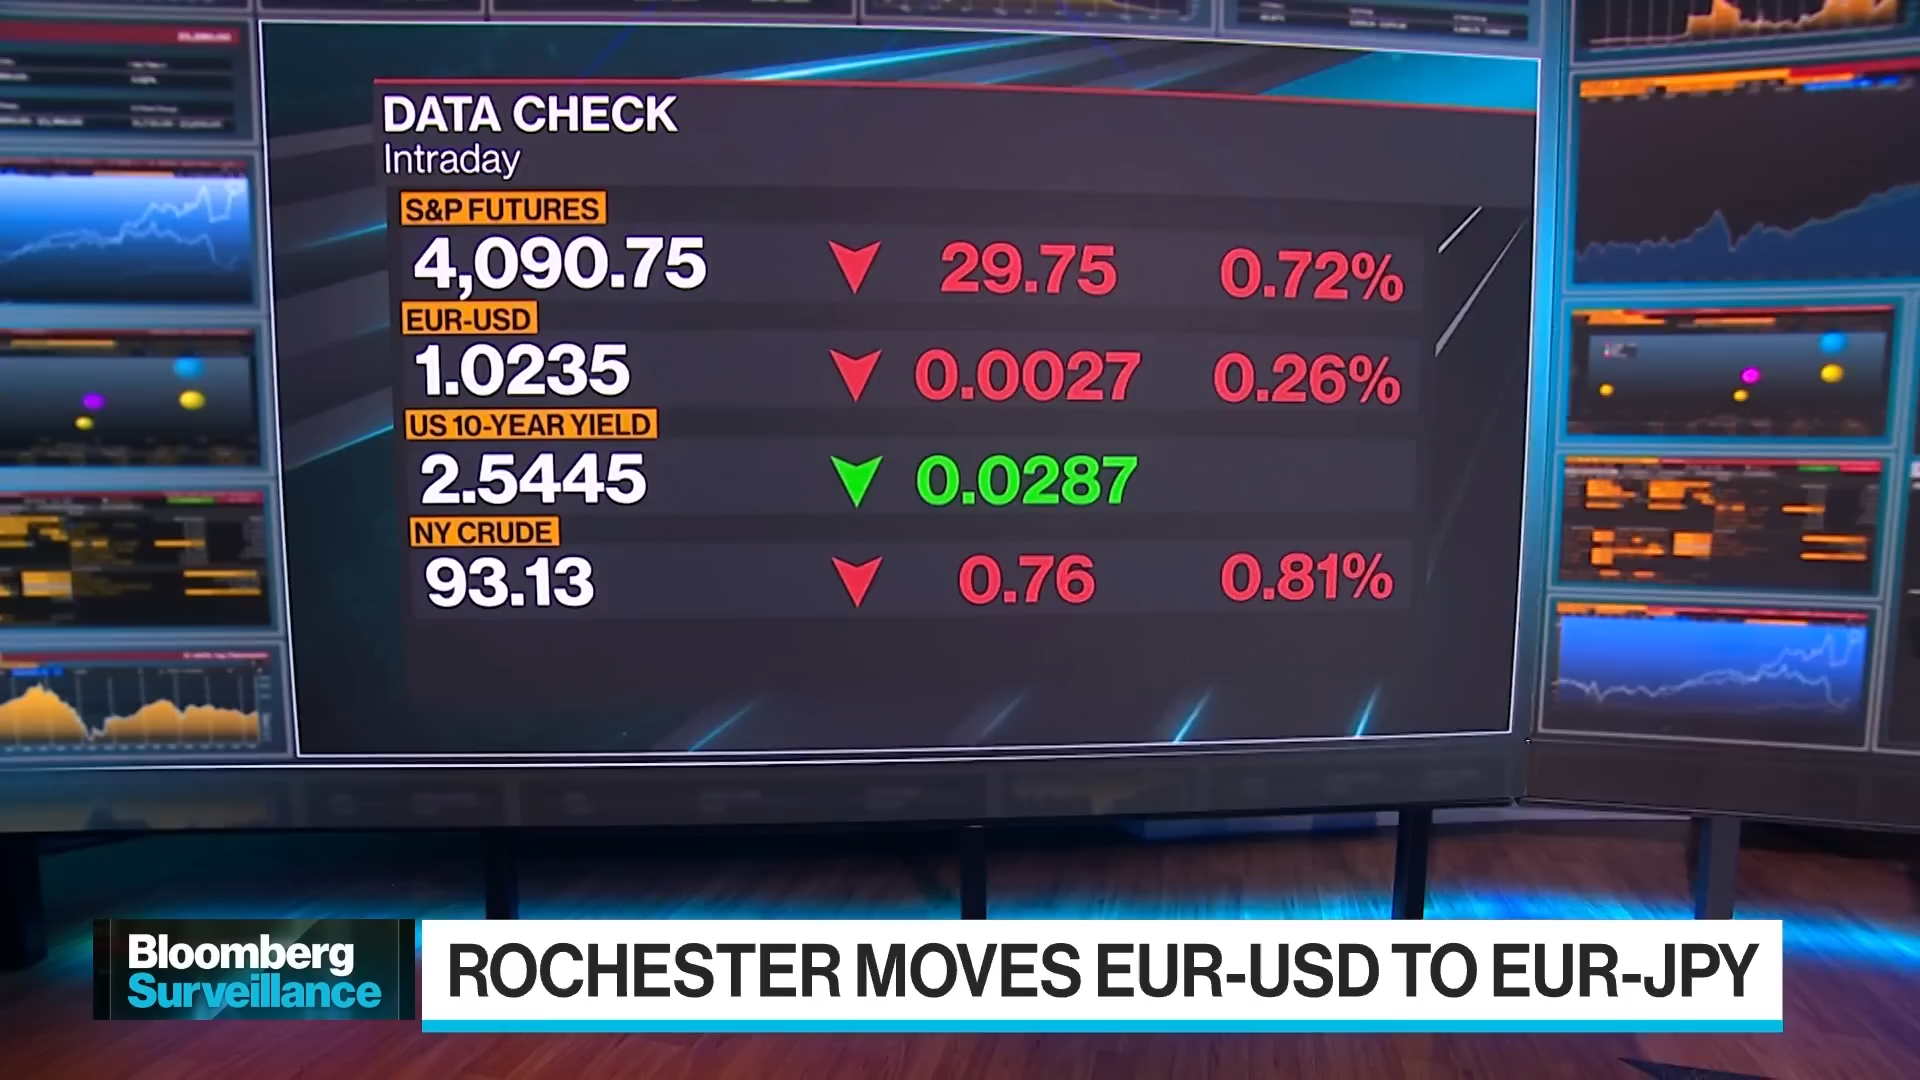 DATA CHECK
Intraday
S&P FUTURES
4,090.75 29.75 0.72%
EUR-USD
1.0235 0.0027 0.26%
US 10-YEAR YIELD
2.5445 0.0287
NY CRUDE
93.13 0.76 0.81%
Bloomberg
Surveillance
ROCHESTER MOVES EUR-USD TO EUR-JPY